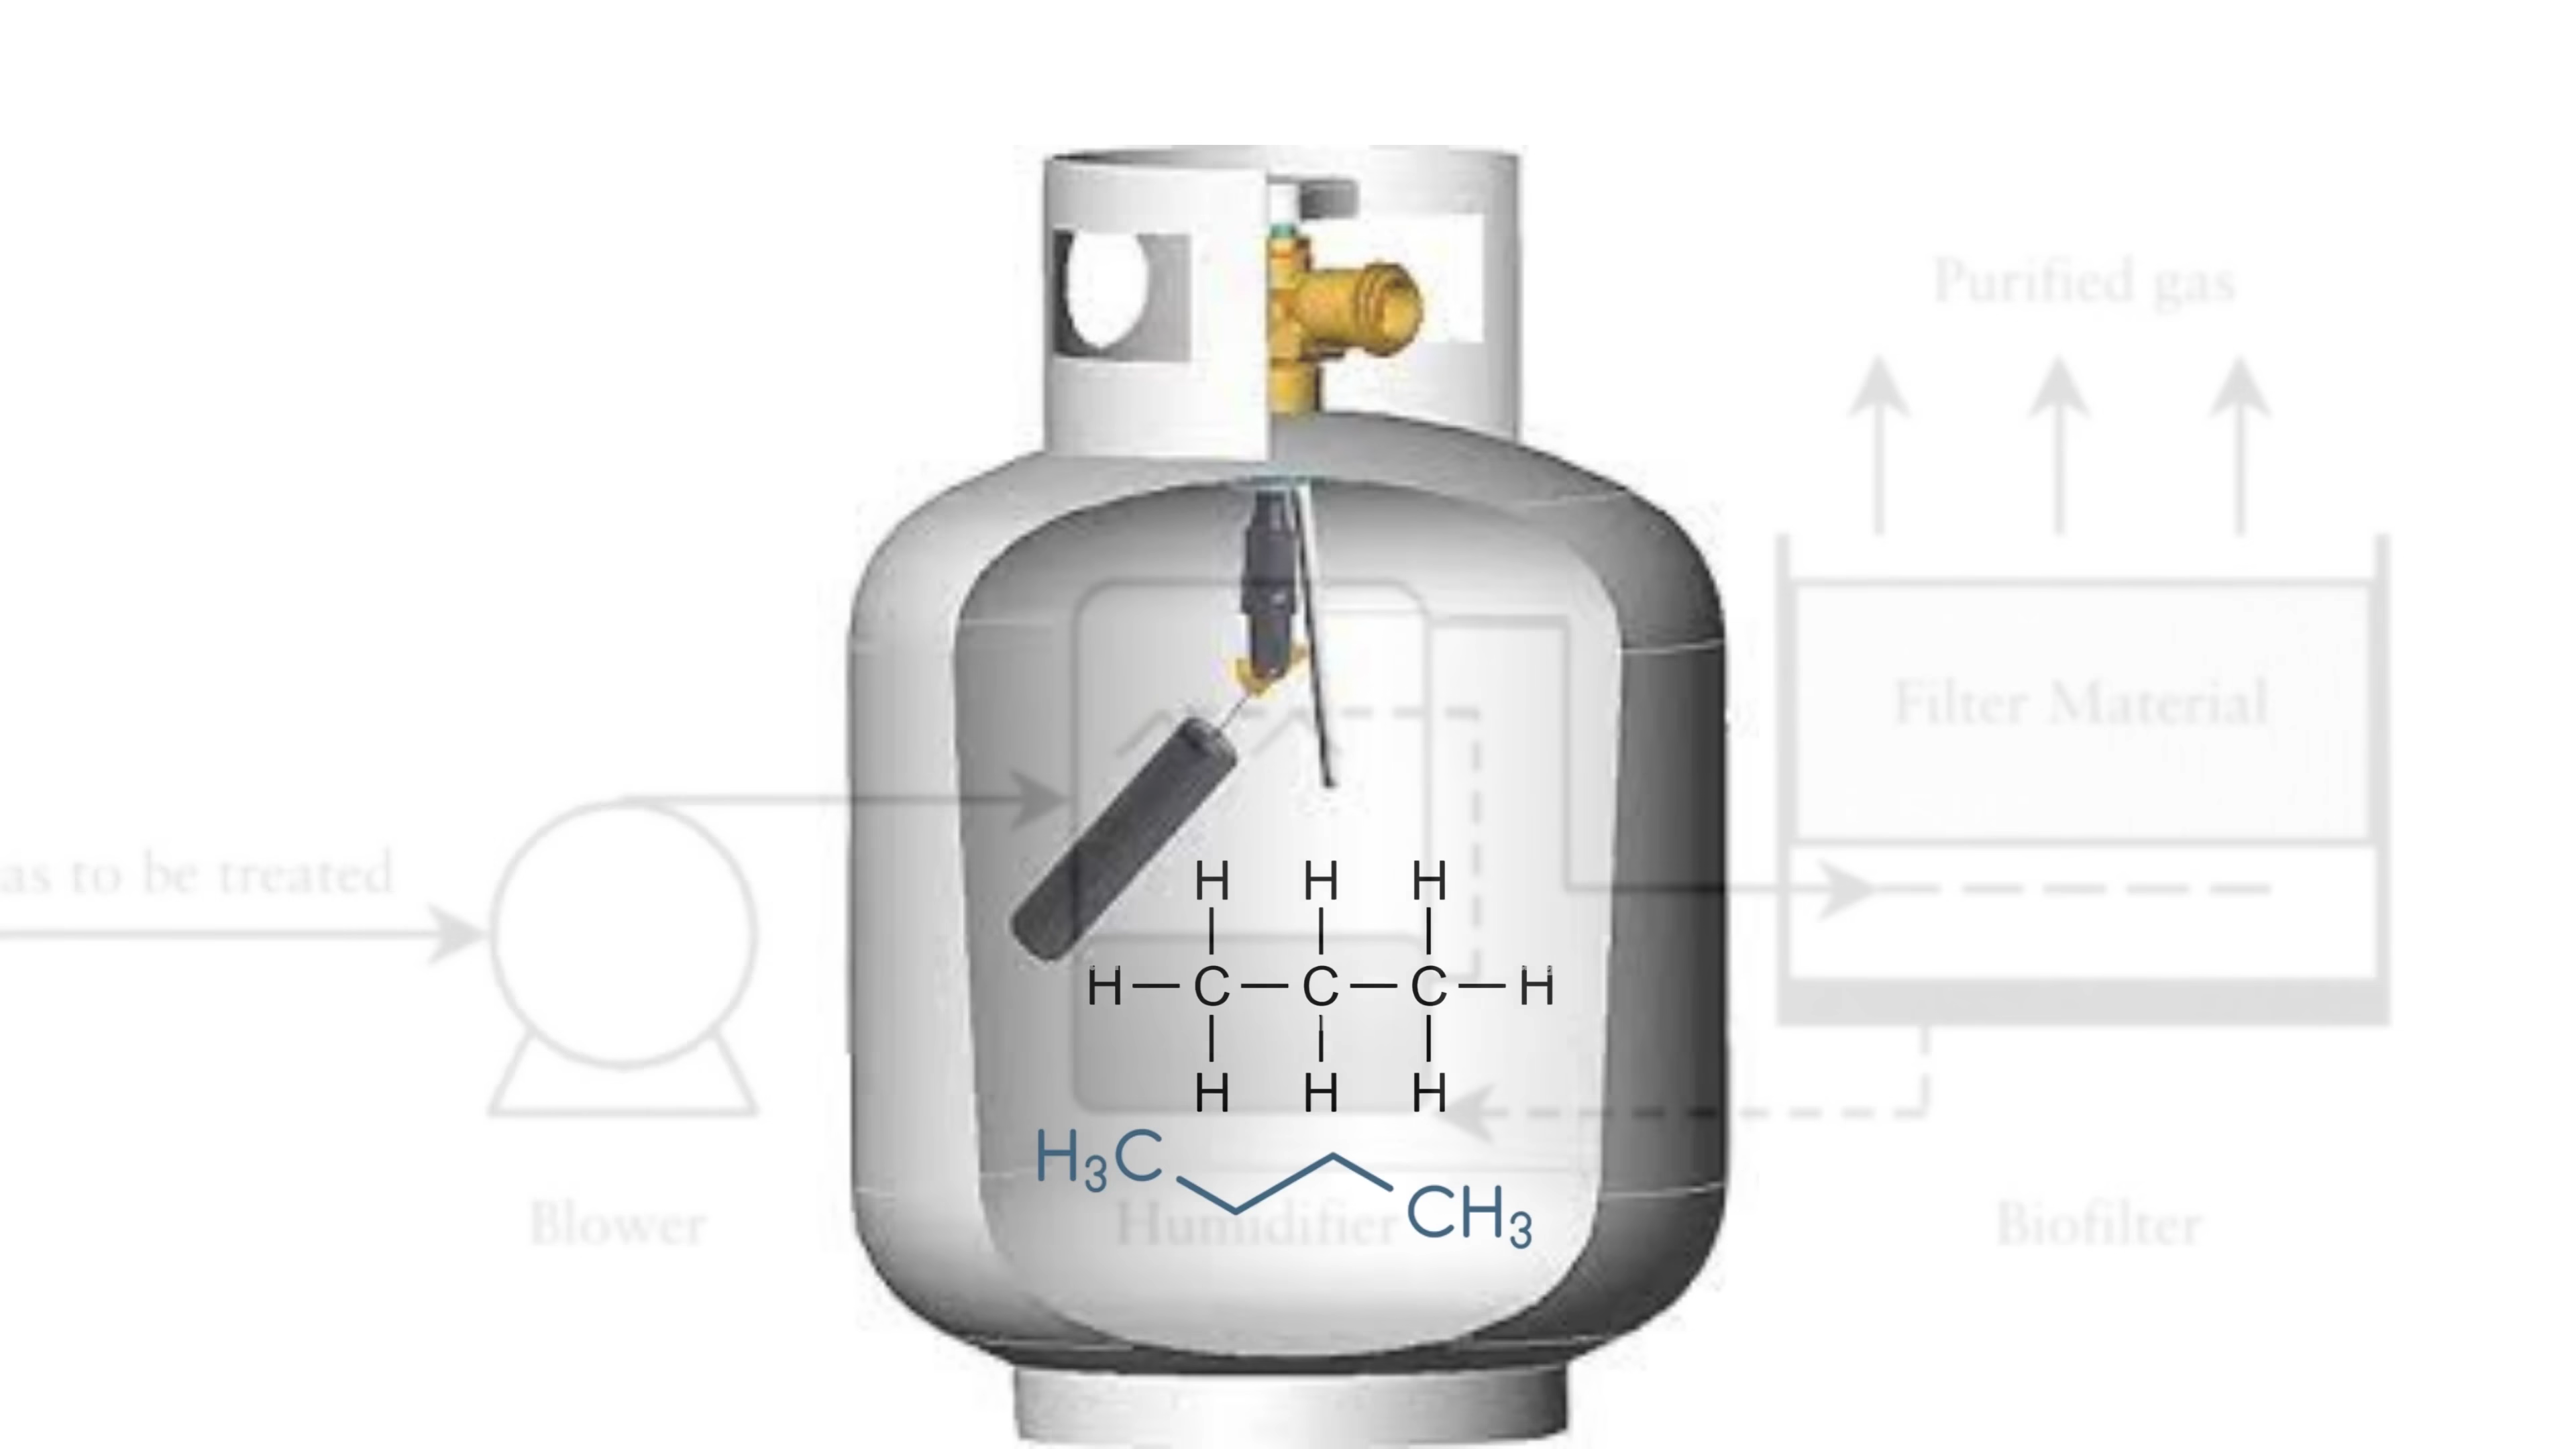 Purified gas
Filter Material
as to be treated
H H H
H—C—C—C—H
H H H
H₃C
CH₃
Blower
Humidifier
Biofilter